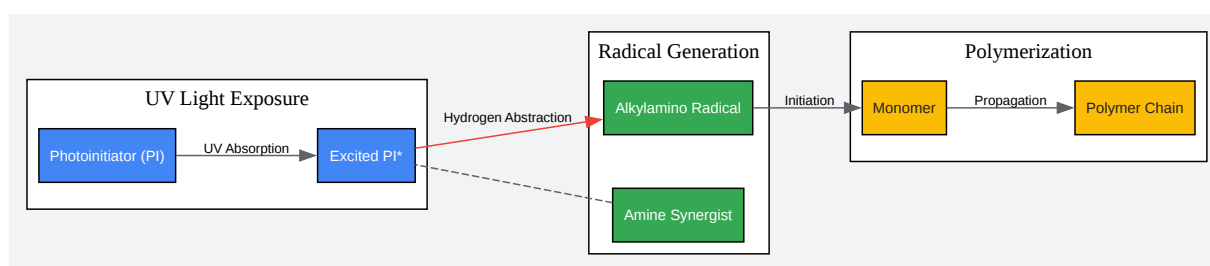 UV Light Exposure
Photoinitiator (PI)
UV Absorption
Excited PI*
Hydrogen Abstraction
Radical Generation
Alkylamino Radical
Amine Synergist
Initiation
Polymerization
Monomer
Propagation
Polymer Chain